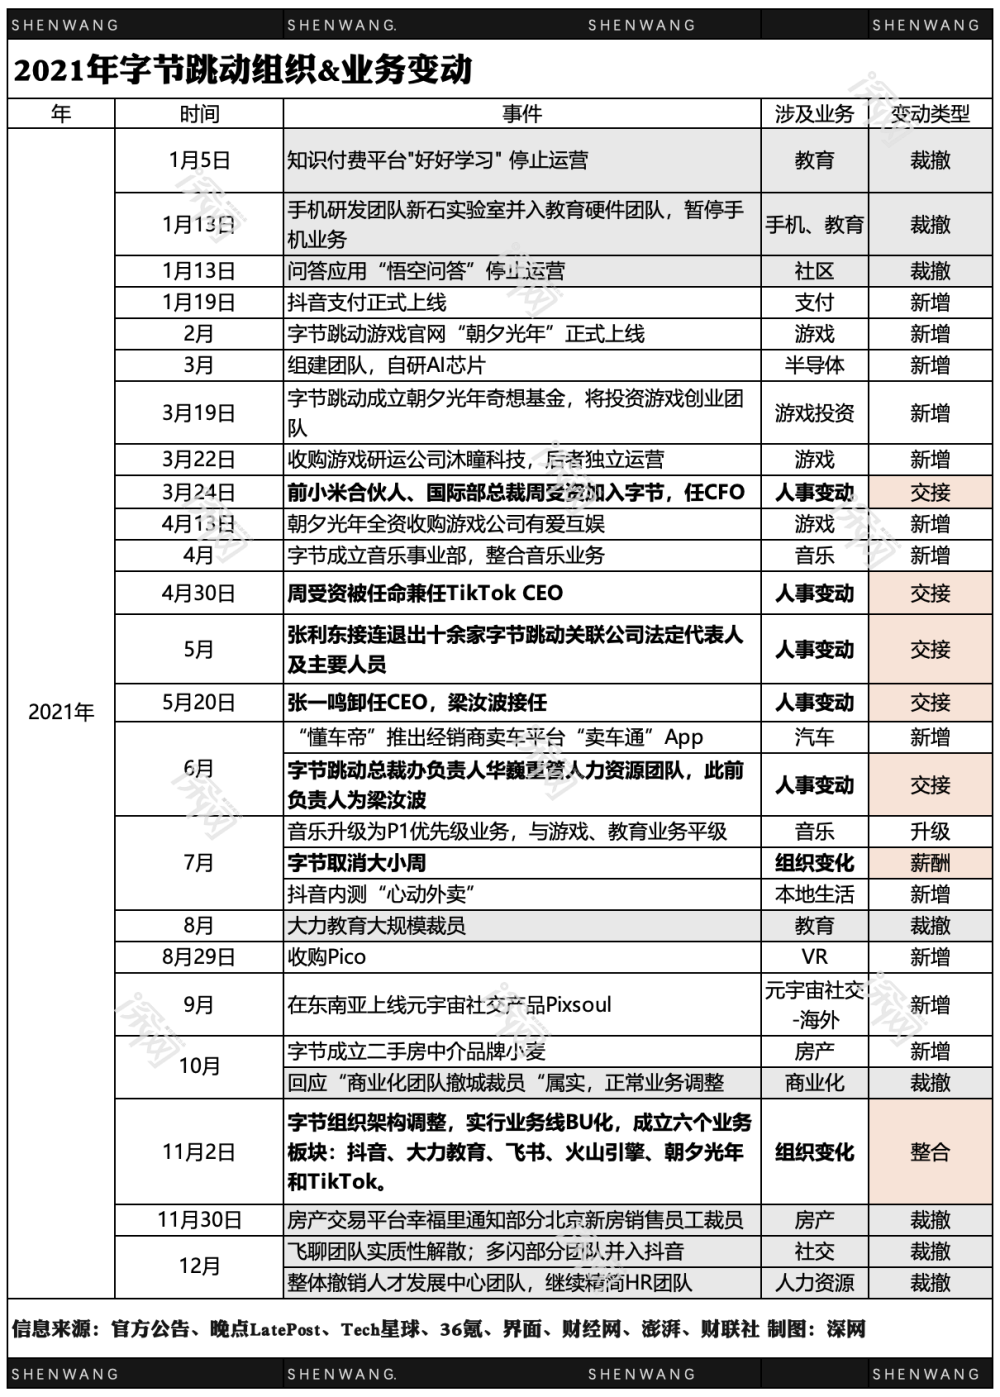 SHENWANG SHENWANG. SHENWANG SHENWANG
2021年字节跳动组织&业务变动
年 时间 事件 涉及业务 变动类型
2021年
1月5日 知识付费平台"好好学习" 停止运营 教育 裁撤
1月13日 手机研发团队新石实验室并入教育硬件团队，暂停手
机业务 手机、教育 裁撤
1月13日 问答应用“悟空问答”停止运营 社区 裁撤
1月19日 抖音支付正式上线 支付 新增
2月 字节跳动游戏官网“朝夕光年”正式上线 游戏 新增
3月 组建团队，自研AI芯片 半导体 新增
3月19日 字节跳动成立朝夕光年奇想基金，将投资游戏创业团
队 游戏投资 新增
3月22日 收购游戏研运公司沐瞳科技，后者独立运营 游戏 新增
3月24日 前小米合伙人、国际部总裁周受资加入字节，任CFO 人事变动 交接
4月13日 朝夕光年全资收购游戏公司有爱互娱 游戏 新增
4月 字节成立音乐事业部，整合音乐业务 音乐 新增
4月30日 周受资被任命兼任TikTok CEO 人事变动 交接
5月 张利东接连退出十余家字节跳动关联公司法定代表人
及主要人员 人事变动 交接
5月20日 张一鸣卸任CEO，梁汝波接任 人事变动 交接
6月 “懂车帝”推出经销商卖车平台“卖车通”App 汽车 新增
字节跳动总裁办负责人华巍直管人力资源团队，此前
负责人为梁汝波 人事变动 交接
7月 音乐升级为P1优先级业务，与游戏、教育业务平级 音乐 升级
字节取消大小周 组织变化 薪酬
抖音内测“心动外卖” 本地生活 新增
8月 大力教育大规模裁员 教育 裁撤
8月29日 收购Pico VR 新增
9月 在东南亚上线元宇宙社交产品Pixsoul 元宇宙社交
-海外 新增
10月 字节成立二手房中介品牌小麦 房产 新增
回应“商业化团队撤城裁员“属实，正常业务调整 商业化 裁撤
11月2日 字节组织架构调整，实行业务线BU化，成立六个业务
板块：抖音、大力教育、飞书、火山引擎、朝夕光年
和TikTok。 组织变化 整合
11月30日 房产交易平台幸福里通知部分北京新房销售员工裁员 房产 裁撤
12月 飞聊团队实质性解散；多闪部分团队并入抖音 社交 裁撤
整体撤销人才发展中心团队，继续精简HR团队 人力资源 裁撤
信息来源：官方公告、晚点LatePost、Tech星球、36氪、界面、财经网、澎湃、财联社 制图：深网
SHENWANG SHENWANG. SHENWANG SHENWANG